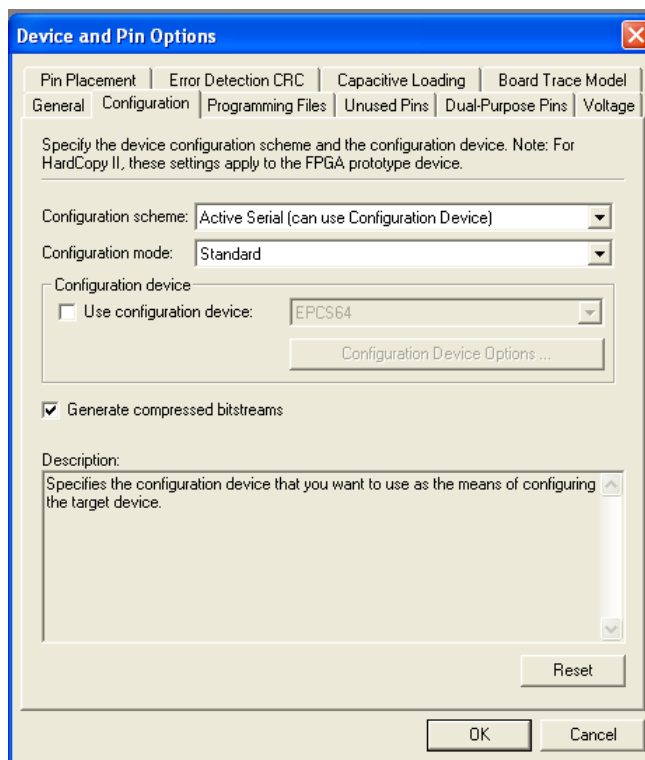 Device and Pin Options
Pin Placement Error Detection CRC Capacitive Loading Board Trace Model
General Configuration Programming Files Unused Pins Dual-Purpose Pins Voltage
Specify the device configuration scheme and the configuration device. Note: For
HardCopy II, these settings apply to the FPGA prototype device.
Configuration scheme: Active Serial (can use Configuration Device)
Configuration mode: Standard
Configuration device
Use configuration device: EPCS64
Configuration Device Options ...
Generate compressed bitstreams
Description:
Specifies the configuration device that you want to use as the means of configuring
the target device.
Reset
OK Cancel